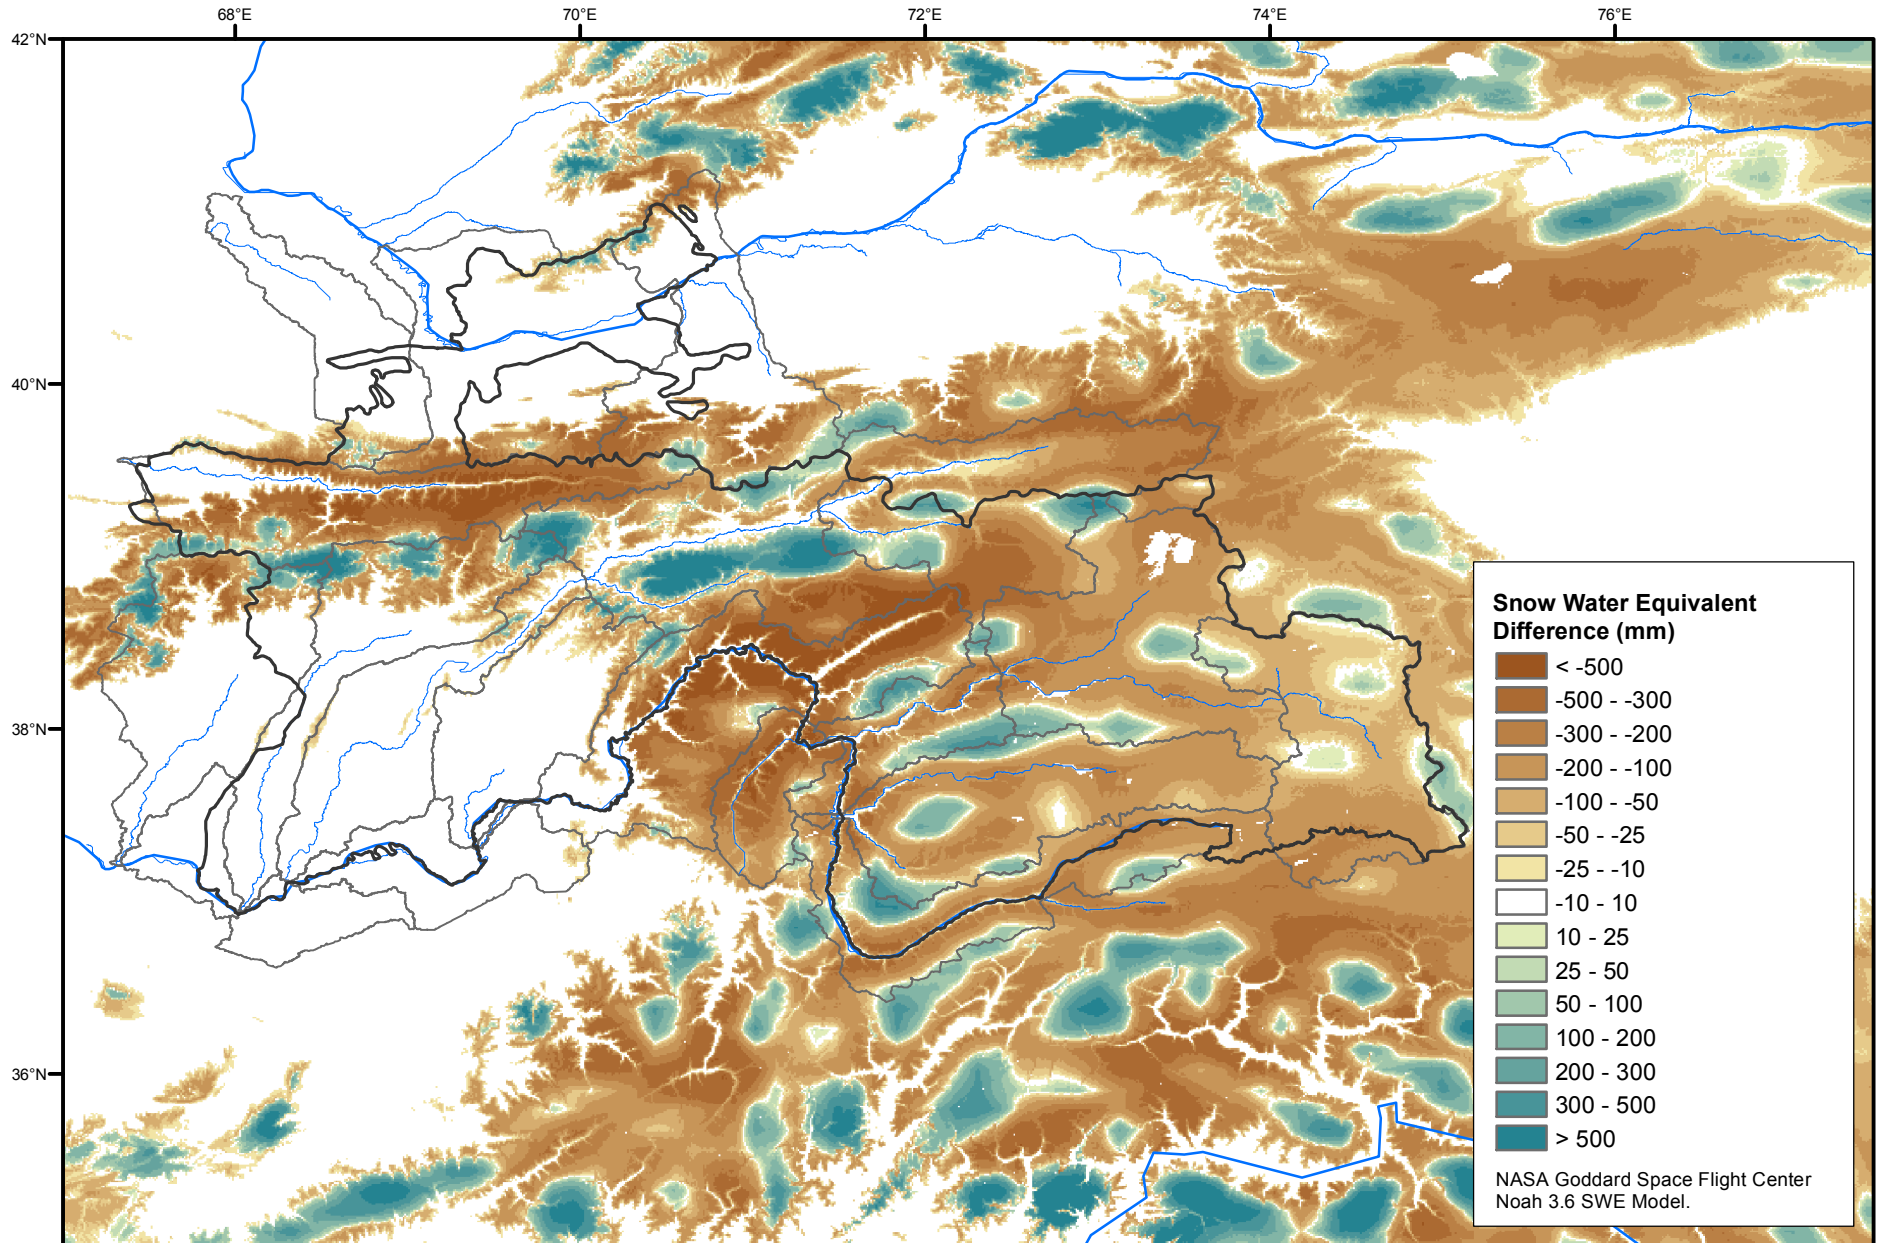 68°E
70°E
72°E
74°E
76°E
42°N
40°N
38°N
36°N
Snow Water Equivalent
Difference (mm)
< -500
-500 - -300
-300 - -200
-200 - -100
-100 - -50
-50 - -25
-25 - -10
-10 - 10
10 - 25
25 - 50
50 - 100
100 - 200
200 - 300
300 - 500
> 500
NASA Goddard Space Flight Center
Noah 3.6 SWE Model.